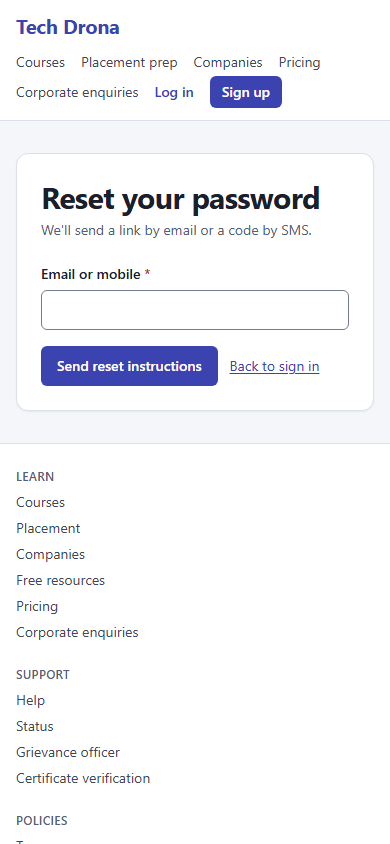 Tech Drona
Courses Placement prep Companies Pricing
Corporate enquiries Log in Sign up
Reset your password
We'll send a link by email or a code by SMS.
Email or mobile *
Send reset instructions Back to sign in
LEARN
Courses
Placement
Companies
Free resources
Pricing
Corporate enquiries
SUPPORT
Help
Status
Grievance officer
Certificate verification
POLICIES